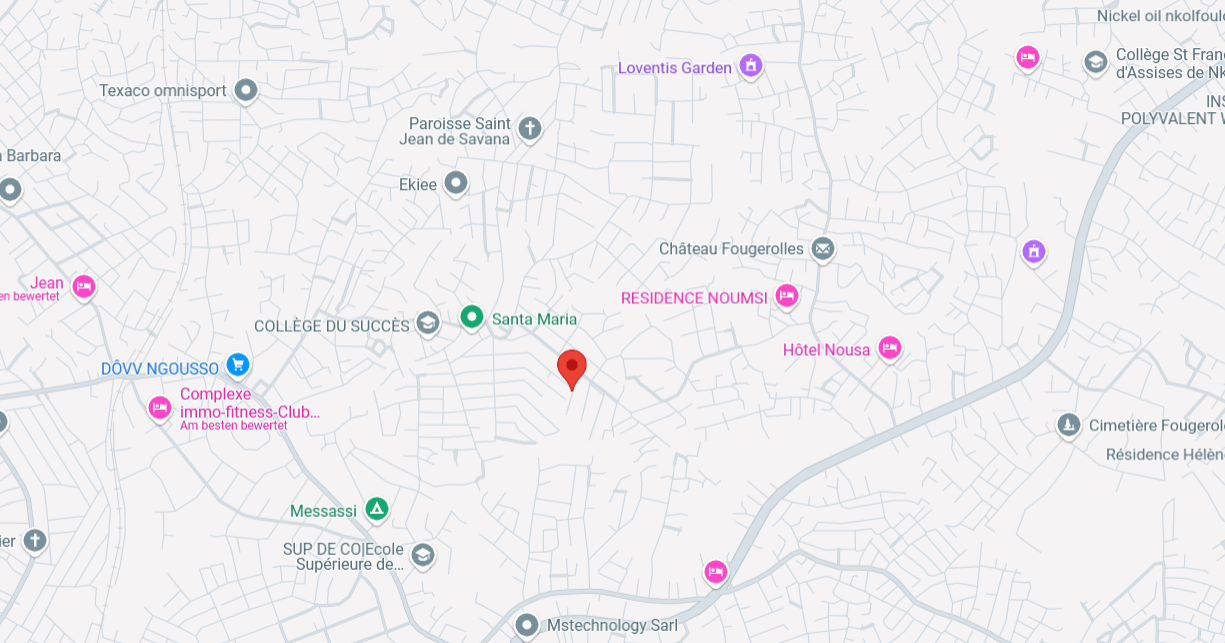 Nickel oil nkolfoul
Loventis Garden
Collège St Fran
d'Assises de Nk
Texaco omnisport
INS
POLYVALENT
Paroisse Saint
Jean de Savana
Barbara
Ekiee
Château Fougerolles
Jean
en bewertet
RESIDENCE NOUMSI
COLLÈGE DU SUCCÈS
Santa Maria
Hôtel Nousa
DÔVV NGOUSSO
Complexe
immo-fitness-Club...
Am besten bewertet
Cimetière Fougerol
Résidence Hélèn
Messassi
ier
SUP DE CO|Ecole
Supérieure de...
Mstechnology Sarl